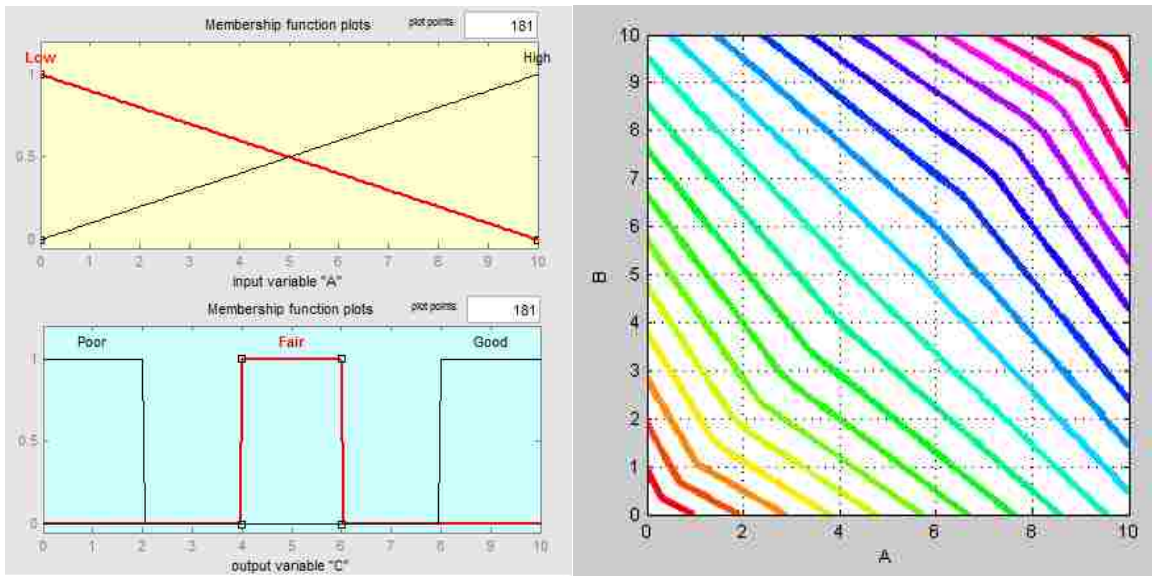 Membership function plots
plot points:
181
Low
High
1
0.5
0
0 1 2 3 4 5 6 7 8 9 10
input variable "A"
Membership function plots
plot points:
181
Poor
Fair
Good
1
0.5
0
0 1 2 3 4 5 6 7 8 9 10
output variable "C"
10
9
8
7
6
5
4
3
2
1
0
B
0 2 4 6 8 10
A